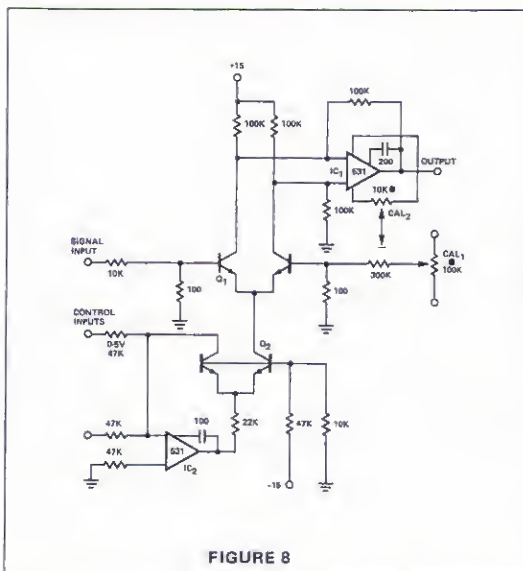 +15
100K
100K
100K
200
OUTPUT
IC1
531
10K
CAL2
100K
SIGNAL
INPUT
10K
Q1
300K
CAL1
100K
100
100
CONTROL
INPUTS
0-5V
47K
Q2
47K
100
22K
47K
10K
47K
531
IC2
-15
FIGURE 8